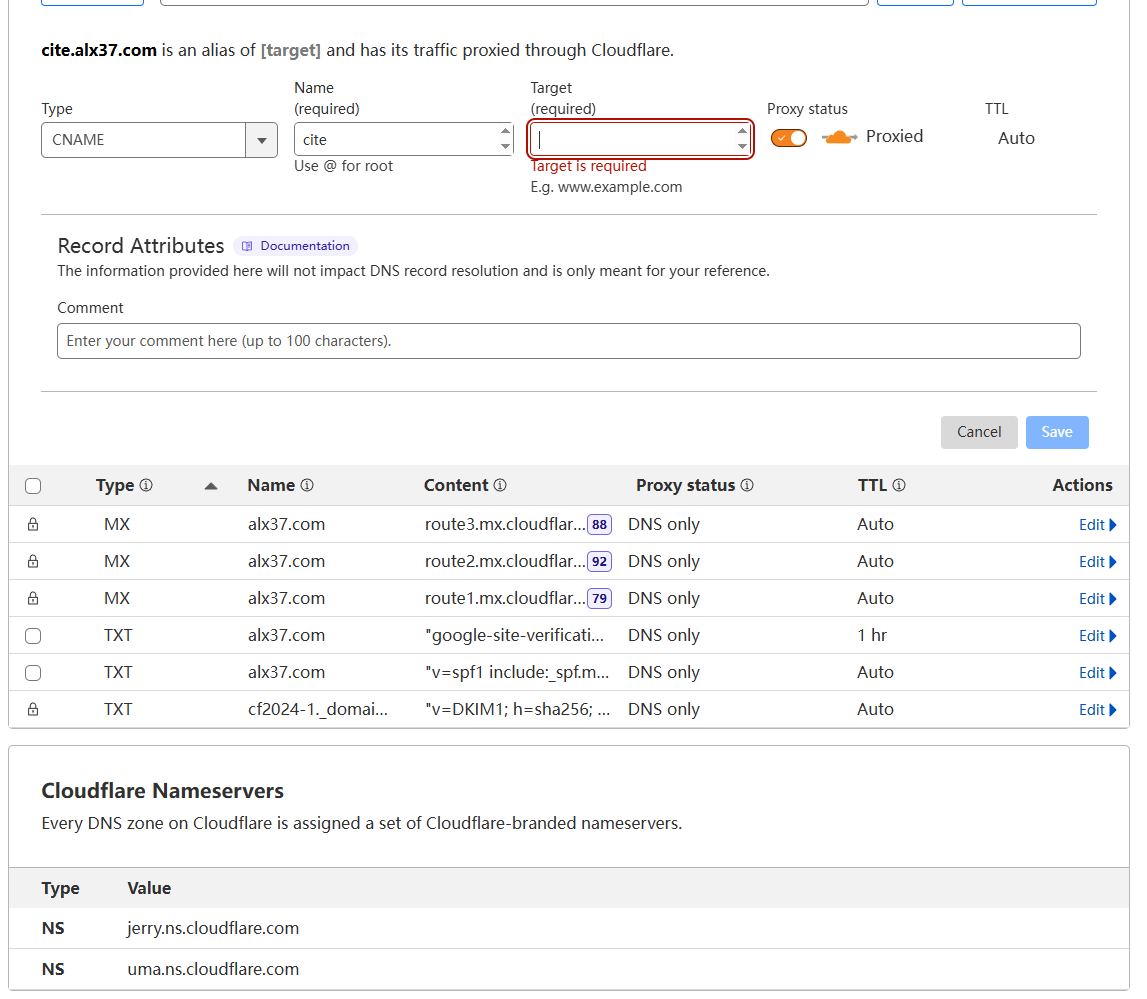 cite.alx37.com is an alias of [target] and has its traffic proxied through Cloudflare.
Type
Name
(required)
Target
(required)
Proxy status
TTL
CNAME
cite
Proxied
Auto
Use @ for root
Target is required
E.g. www.example.com
Record Attributes Documentation
The information provided here will not impact DNS record resolution and is only meant for your reference.
Comment
Enter your comment here (up to 100 characters).
Cancel Save
Type Name Content Proxy status TTL Actions
MX alx37.com route3.mx.cloudflar... 88 DNS only Auto Edit
MX alx37.com route2.mx.cloudflar... 92 DNS only Auto Edit
MX alx37.com route1.mx.cloudflar... 79 DNS only Auto Edit
TXT alx37.com "google-site-verificati... DNS only 1 hr Edit
TXT alx37.com "v=spf1 include:_spf.m... DNS only Auto Edit
TXT cf2024-1._domai... "v=DKIM1; h=sha256; ... DNS only Auto Edit
Cloudflare Nameservers
Every DNS zone on Cloudflare is assigned a set of Cloudflare-branded nameservers.
Type Value
NS jerry.ns.cloudflare.com
NS uma.ns.cloudflare.com